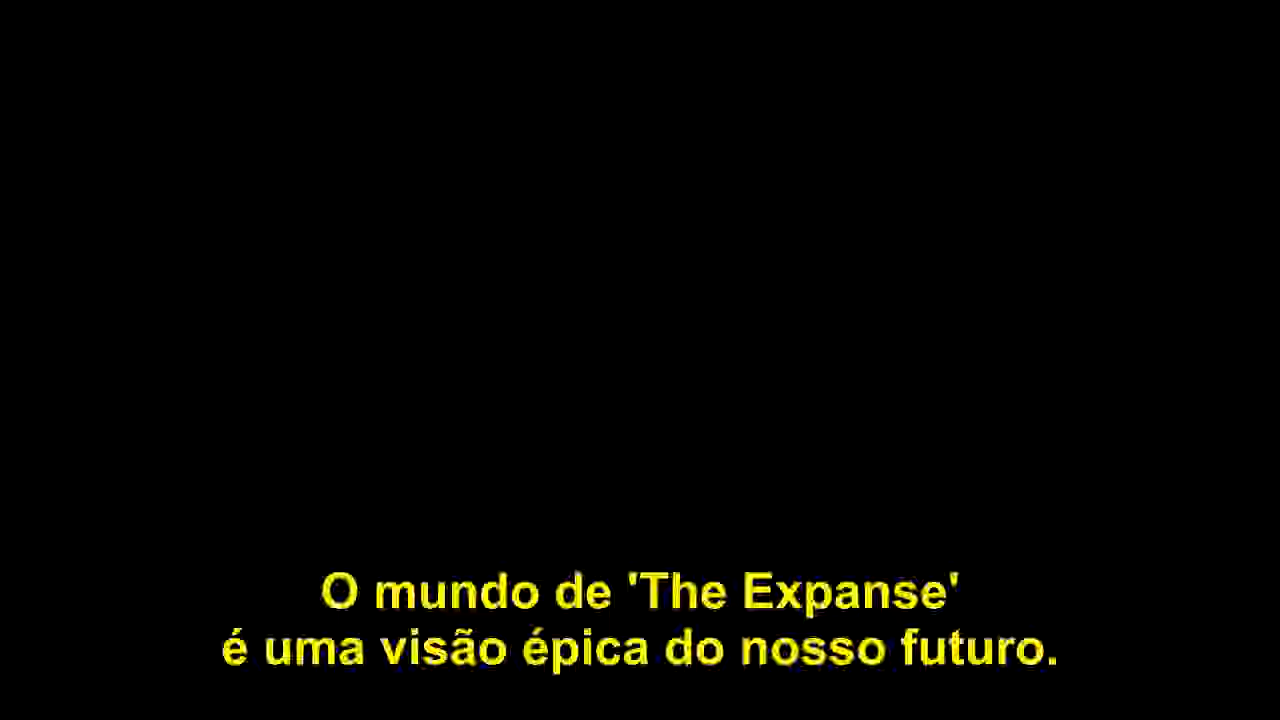 O mundo de 'The Expanse'
é uma visão épica do nosso futuro.